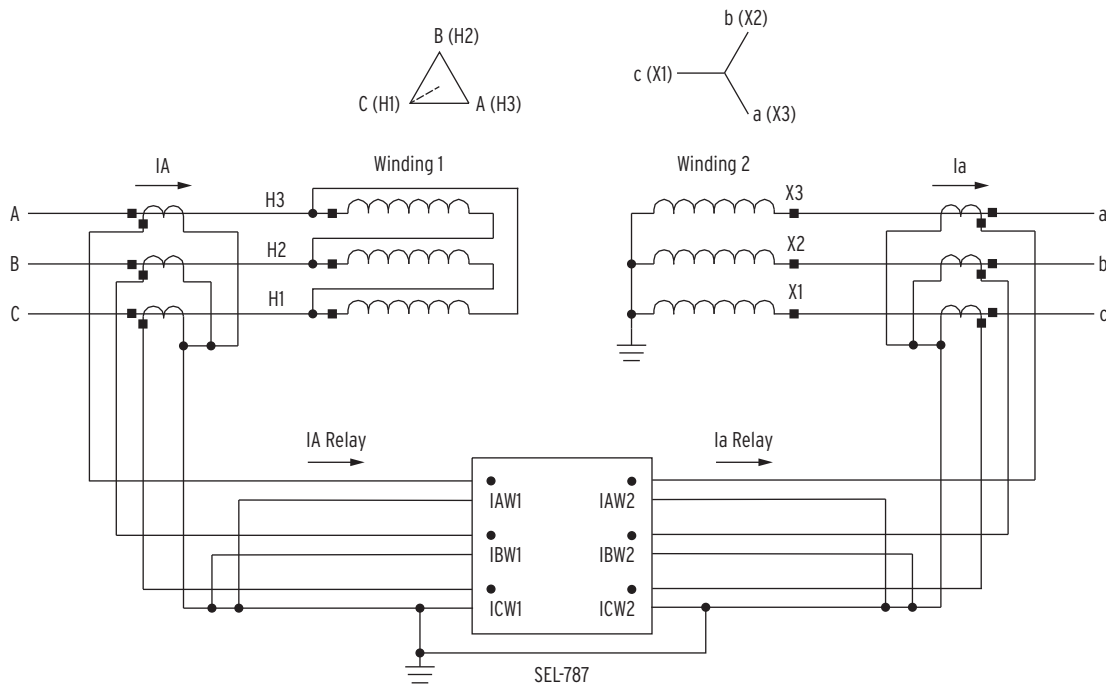 b (X2)
B (H2)
c (X1)
C (H1)
A (H3)
a (X3)
IA
Winding 1
Winding 2
Ia
H3
X3
A
a
H2
X2
B
b
H1
X1
C
c
IA Relay
Ia Relay
IAW1
IAW2
IBW1
IBW2
ICW1
ICW2
SEL-787